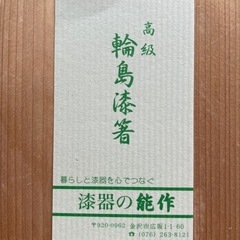 高級
輪島漆箸
暮らしと漆器を心でつなぐ
漆器の能作
〒920-0962 金沢市広坂1-1-60
☎(076)263-8121